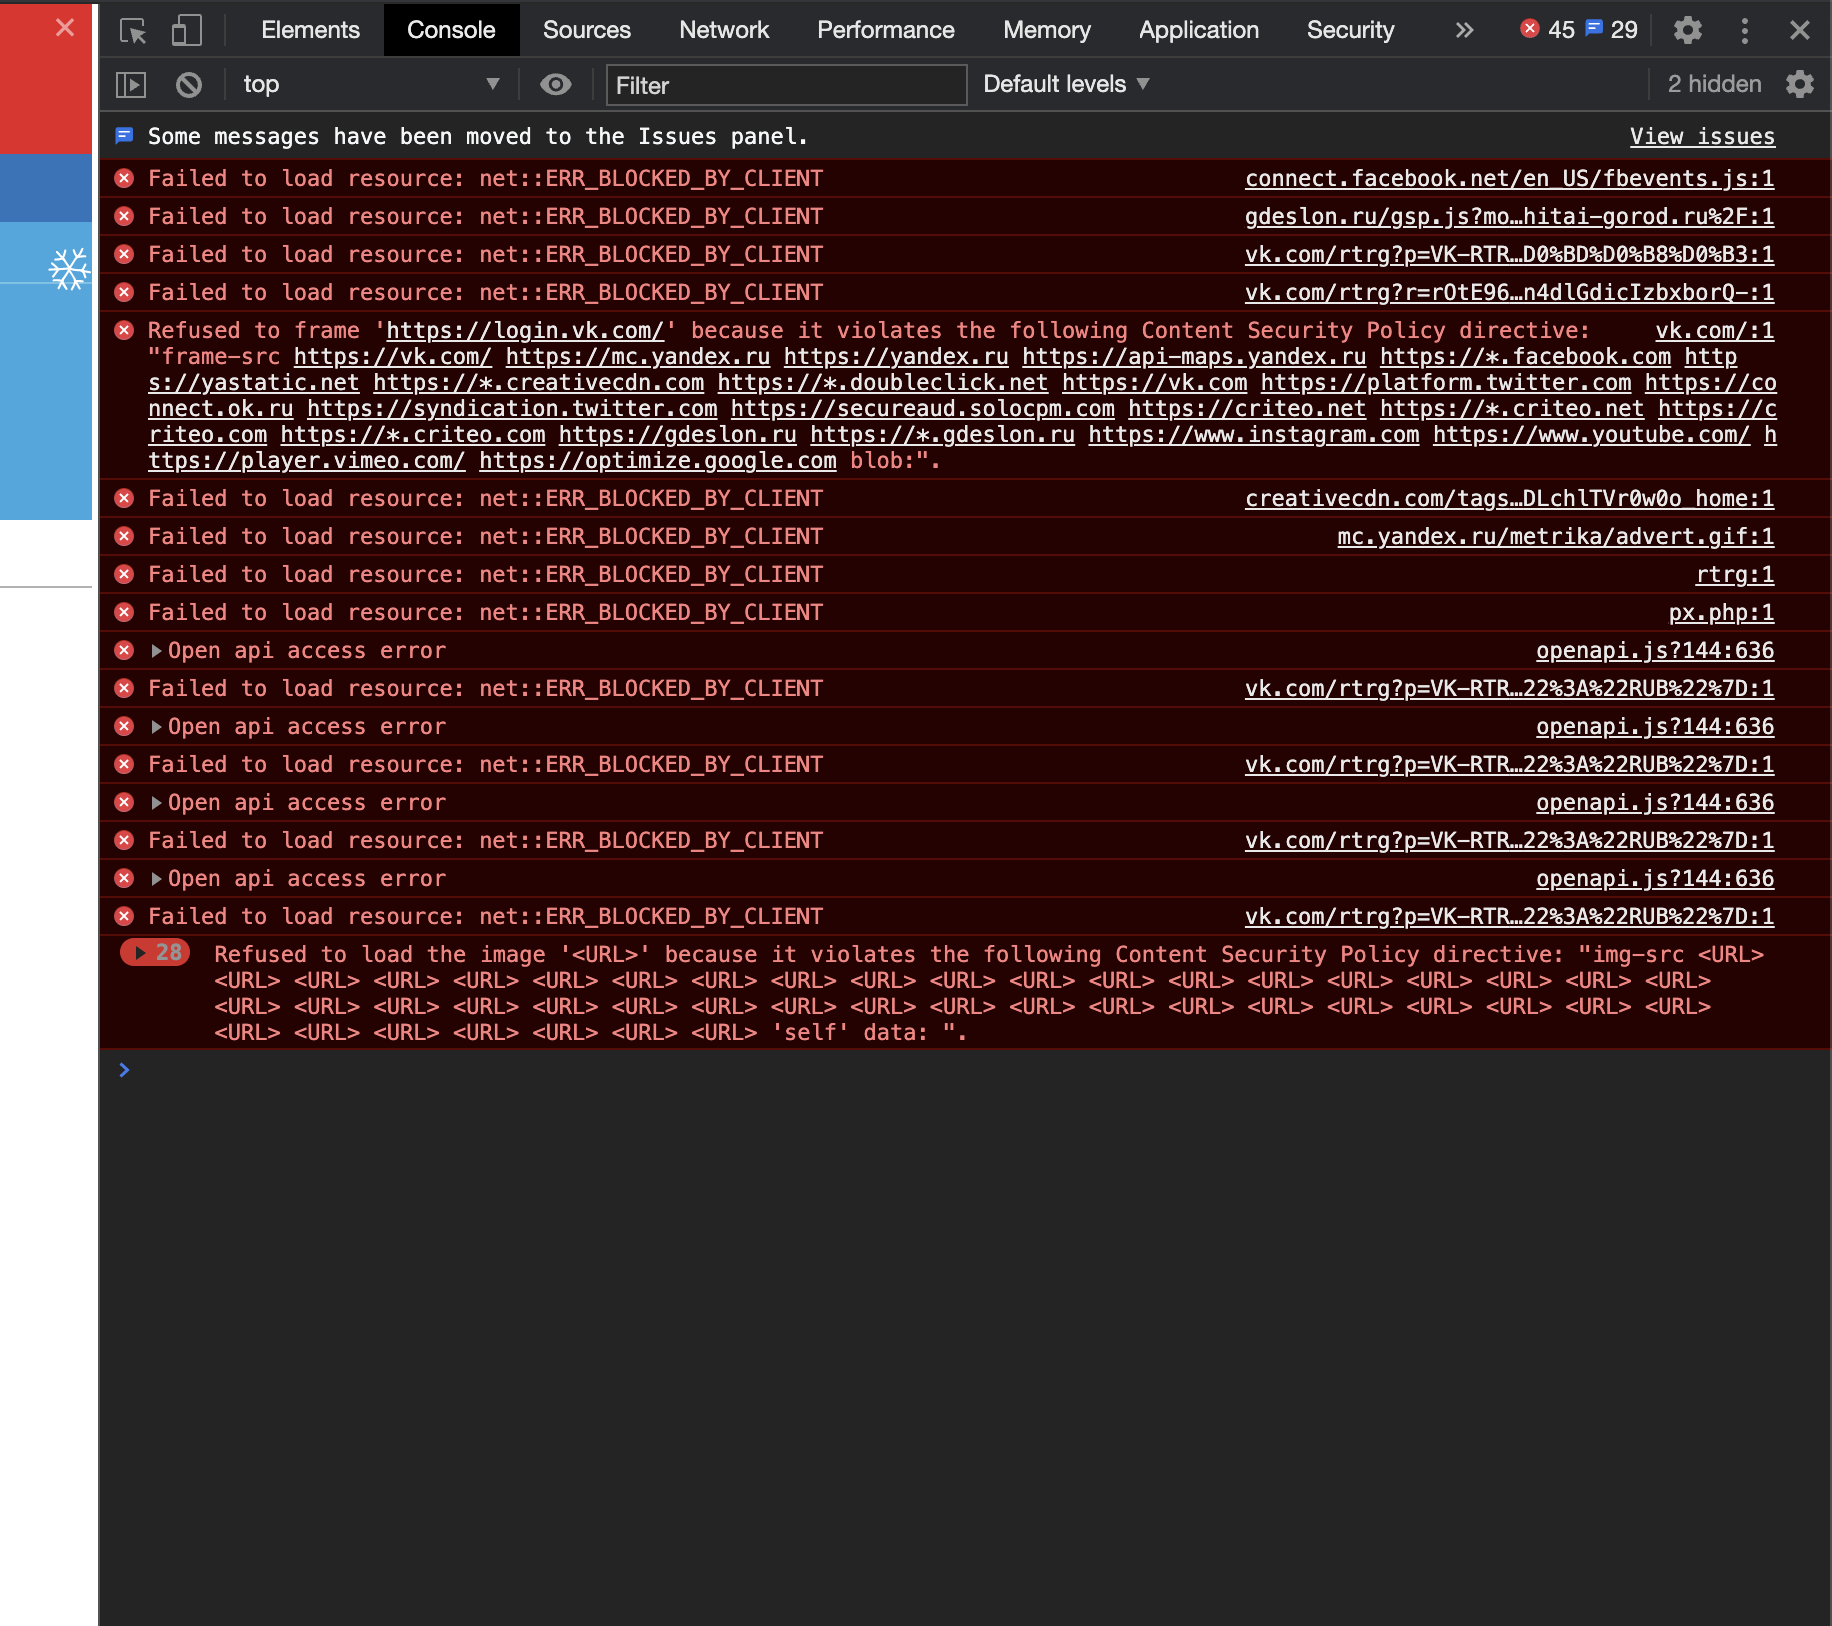 Elements Console Sources Network Performance Memory Application Security 45 29
top Filter Default levels 2 hidden
Some messages have been moved to the Issues panel. View issues
Failed to load resource: net::ERR_BLOCKED_BY_CLIENT connect.facebook.net/en_US/fbevents.js:1
Failed to load resource: net::ERR_BLOCKED_BY_CLIENT gdeslon.ru/gsp.js?mo…hitai-gorod.ru%2F:1
Failed to load resource: net::ERR_BLOCKED_BY_CLIENT vk.com/rtrg?p=VK-RTR…D0%BD%D0%B8%D0%B3:1
Failed to load resource: net::ERR_BLOCKED_BY_CLIENT vk.com/rtrg?r=rOtE96…n4dlGdicIzbxborQ-:1
Refused to frame 'https://login.vk.com/' because it violates the following Content Security Policy directive: vk.com/:1
"frame-src https://vk.com/ https://mc.yandex.ru https://yandex.ru https://api-maps.yandex.ru https://*.facebook.com http
s://yastatic.net https://*.creativecdn.com https://*.doubleclick.net https://vk.com https://platform.twitter.com https://co
nnect.ok.ru https://syndication.twitter.com https://secureaud.solocpm.com https://criteo.net https://*.criteo.net https://c
riteo.com https://*.criteo.com https://gdeslon.ru https://*.gdeslon.ru https://www.instagram.com https://www.youtube.com/ h
ttps://player.vimeo.com/ https://optimize.google.com blob:".
Failed to load resource: net::ERR_BLOCKED_BY_CLIENT creativecdn.com/tags…DLchlTVr0w0o_home:1
Failed to load resource: net::ERR_BLOCKED_BY_CLIENT mc.yandex.ru/metrika/advert.gif:1
Failed to load resource: net::ERR_BLOCKED_BY_CLIENT rtrg:1
Failed to load resource: net::ERR_BLOCKED_BY_CLIENT px.php:1
Open api access error openapi.js?144:636
Failed to load resource: net::ERR_BLOCKED_BY_CLIENT vk.com/rtrg?p=VK-RTR…22%3A%22RUB%22%7D:1
Open api access error openapi.js?144:636
Failed to load resource: net::ERR_BLOCKED_BY_CLIENT vk.com/rtrg?p=VK-RTR…22%3A%22RUB%22%7D:1
Open api access error openapi.js?144:636
Failed to load resource: net::ERR_BLOCKED_BY_CLIENT vk.com/rtrg?p=VK-RTR…22%3A%22RUB%22%7D:1
Open api access error openapi.js?144:636
Failed to load resource: net::ERR_BLOCKED_BY_CLIENT vk.com/rtrg?p=VK-RTR…22%3A%22RUB%22%7D:1
28 Refused to load the image '<URL>' because it violates the following Content Security Policy directive: "img-src <URL>
<URL> <URL> <URL> <URL> <URL> <URL> <URL> <URL> <URL> <URL> <URL> <URL> <URL> <URL> <URL> <URL> <URL> <URL> <URL>
<URL> <URL> <URL> <URL> <URL> <URL> <URL> <URL> <URL> <URL> <URL> <URL> <URL> <URL> <URL> <URL> <URL> <URL> <URL>
<URL> <URL> <URL> <URL> <URL> <URL> <URL> 'self' data: ".